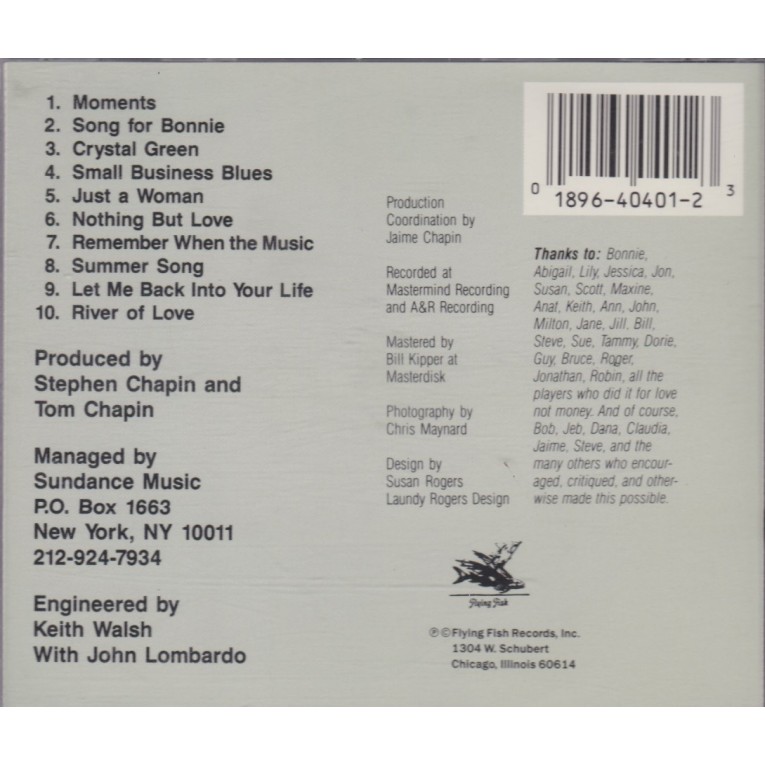 1. Moments
2. Song for Bonnie
3. Crystal Green
4. Small Business Blues
5. Just a Woman
6. Nothing But Love
7. Remember When the Music
8. Summer Song
9. Let Me Back Into Your Life
10. River of Love
Produced by
Stephen Chapin and
Tom Chapin
Managed by
Sundance Music
P.O. Box 1663
New York, NY 10011
212-924-7934
Engineered by
Keith Walsh
With John Lombardo
Production
Coordination by
Jaime Chapin
Recorded at
Mastermind Recording
and A&R Recording
Mastered by
Bill Kipper at
Masterdisk
Photography by
Chris Maynard
Design by
Susan Rogers
Laundy Rogers Design
0 1896-40401-2 3
Thanks to: Bonnie,
Abigail, Lily, Jessica, Jon,
Susan, Scott, Maxine,
Anat, Keith, Ann, John,
Milton, Jane, Jill, Bill,
Steve, Sue, Tammy, Dorie,
Guy, Bruce, Roger,
Jonathan, Robin, all the
players who did it for love
not money. And of course,
Bob, Jeb, Dana, Claudia,
Jaime, Steve, and the
many others who encour-
aged, critiqued, and other-
wise made this possible.
Flying Fish
℗©Flying Fish Records, Inc.
1304 W. Schubert
Chicago, Illinois 60614